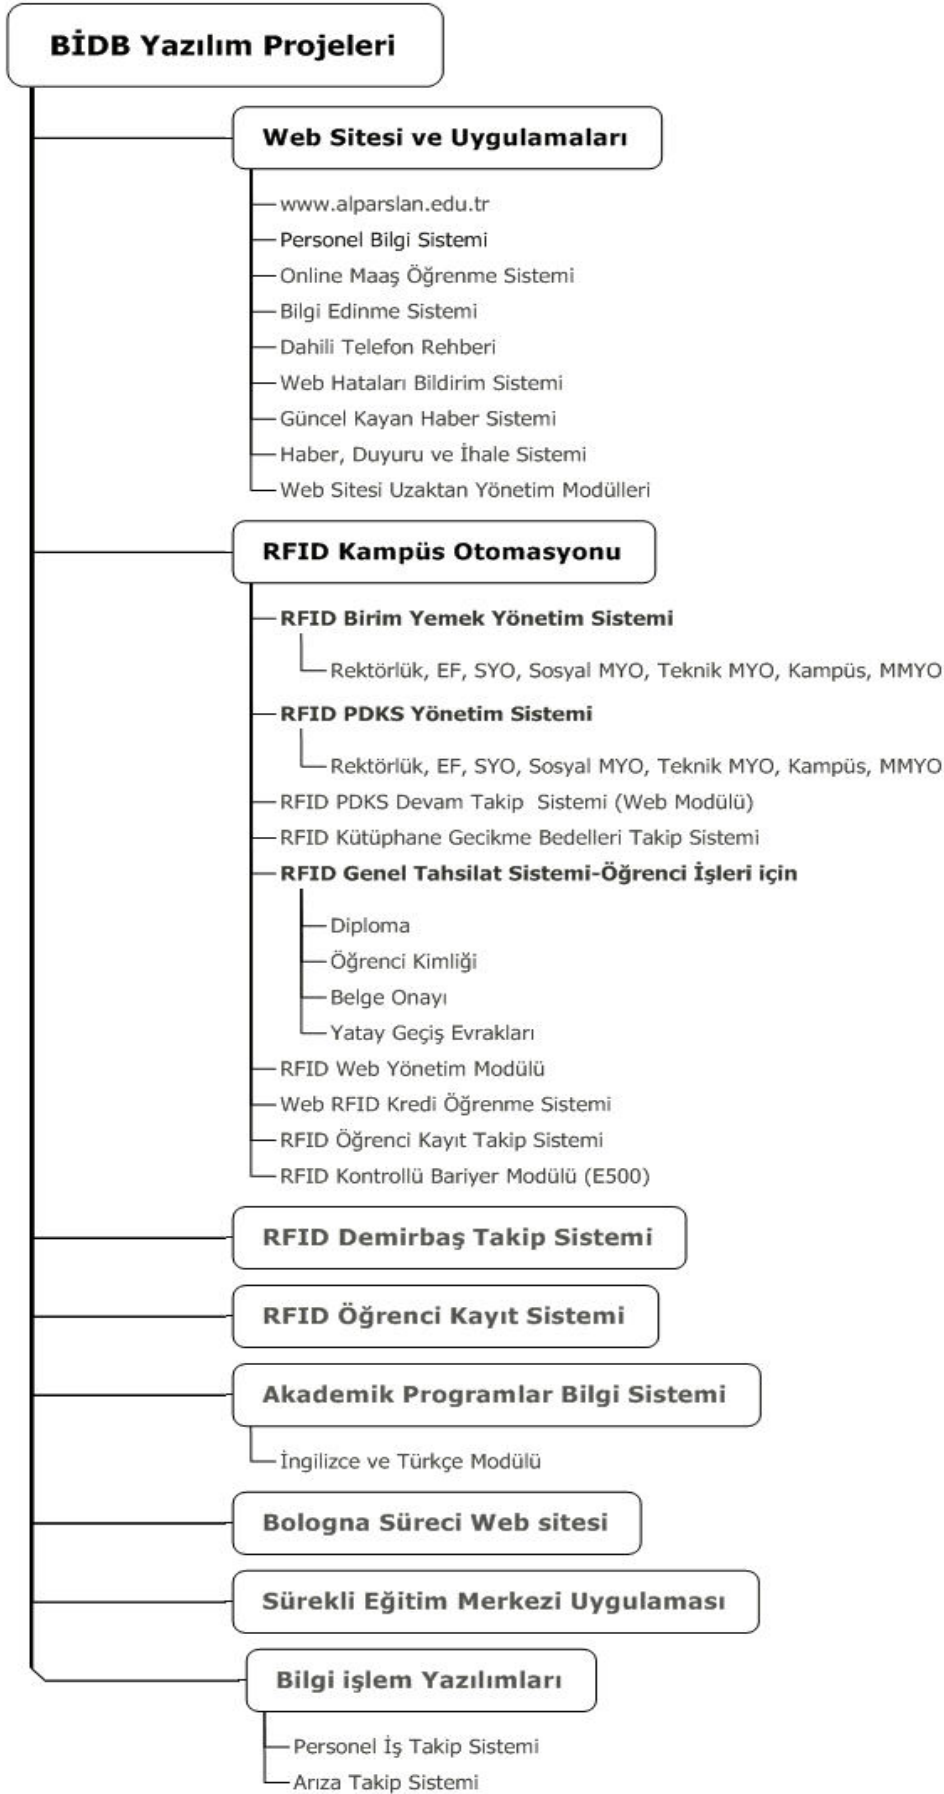 BİDB Yazılım Projeleri
Web Sitesi ve Uygulamaları
www.alparslan.edu.tr
Personel Bilgi Sistemi
Online Maaş Öğrenme Sistemi
Bilgi Edinme Sistemi
Dahili Telefon Rehberi
Web Hataları Bildirim Sistemi
Güncel Kayan Haber Sistemi
Haber, Duyuru ve İhale Sistemi
Web Sitesi Uzaktan Yönetim Modülleri
RFID Kampüs Otomasyonu
RFID Birim Yemek Yönetim Sistemi
Rektörlük, EF, SYO, Sosyal MYO, Teknik MYO, Kampüs, MMYO
RFID PDKS Yönetim Sistemi
Rektörlük, EF, SYO, Sosyal MYO, Teknik MYO, Kampüs, MMYO
RFID PDKS Devam Takip Sistemi (Web Modülü)
RFID Kütüphane Gecikme Bedelleri Takip Sistemi
RFID Genel Tahsilat Sistemi-Öğrenci İşleri için
Diploma
Öğrenci Kimliği
Belge Onayı
Yatay Geçiş Evrakları
RFID Web Yönetim Modülü
Web RFID Kredi Öğrenme Sistemi
RFID Öğrenci Kayıt Takip Sistemi
RFID Kontrollü Bariyer Modülü (E500)
RFID Demirbaş Takip Sistemi
RFID Öğrenci Kayıt Sistemi
Akademik Programlar Bilgi Sistemi
İngilizce ve Türkçe Modülü
Bologna Süreci Web sitesi
Sürekli Eğitim Merkezi Uygulaması
Bilgi işlem Yazılımları
Personel İş Takip Sistemi
Arıza Takip Sistemi